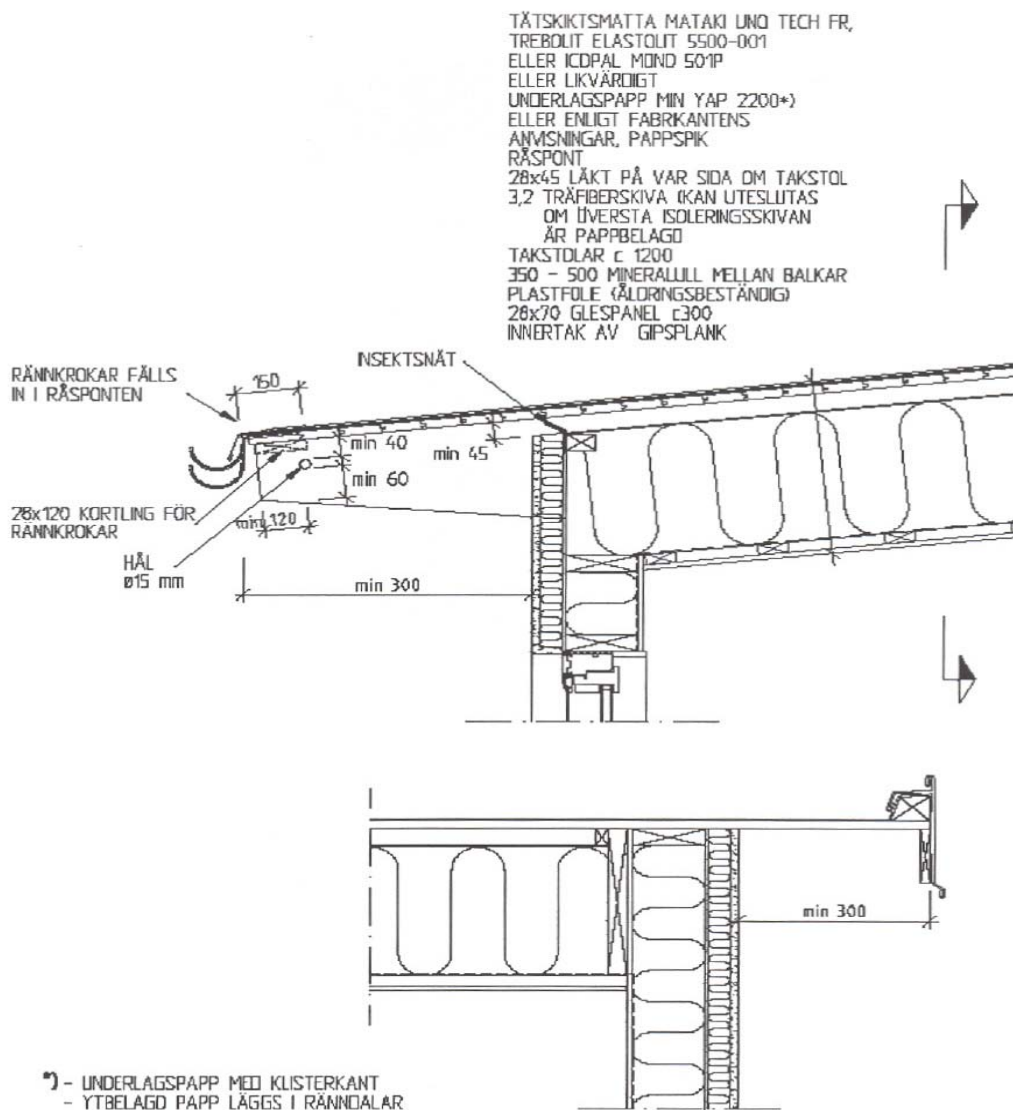 TÄTSKIKTSMATTA MATAKI UNO TECH FR,
TREBOLIT ELASTOLIT 5500-001
ELLER ICOPAL MONO 501P
ELLER LIKVÄRDIGT
UNDERLAGSPAPP MIN YAP 2200*)
ELLER ENLIGT FABRIKANTENS
ANVISNINGAR, PAPPSPIK
RÅSPONT
28x45 LÄKT PÅ VAR SIDA OM TAKSTOL
3,2 TRÄFIBERSKIVA (KAN UTESLUTAS
OM ÖVERSTA ISOLERINGSSKIVAN
ÄR PAPPBELAGD
TAKSTOLAR c 1200
350 - 500 MINERALULL MELLAN BALKAR
PLASTFOLIE (ÅLDRINGSBESTÄNDIG)
28x70 GLESPANEL c300
INNERTAK AV GIPSPLANK
INSEKTSNÄT
RÄNNKROKAR FÄLLS
IN I RÅSPONTEN
160
min 40
min 45
min 60
28x120 KORTLING FÖR
RÄNNKROKAR
min 120
HÅL
ø15 mm
min 300
min 300
*) - UNDERLAGSPAPP MED KLISTERKANT
- YTBELAGD PAPP LÄGGS I RÄNNDALAR